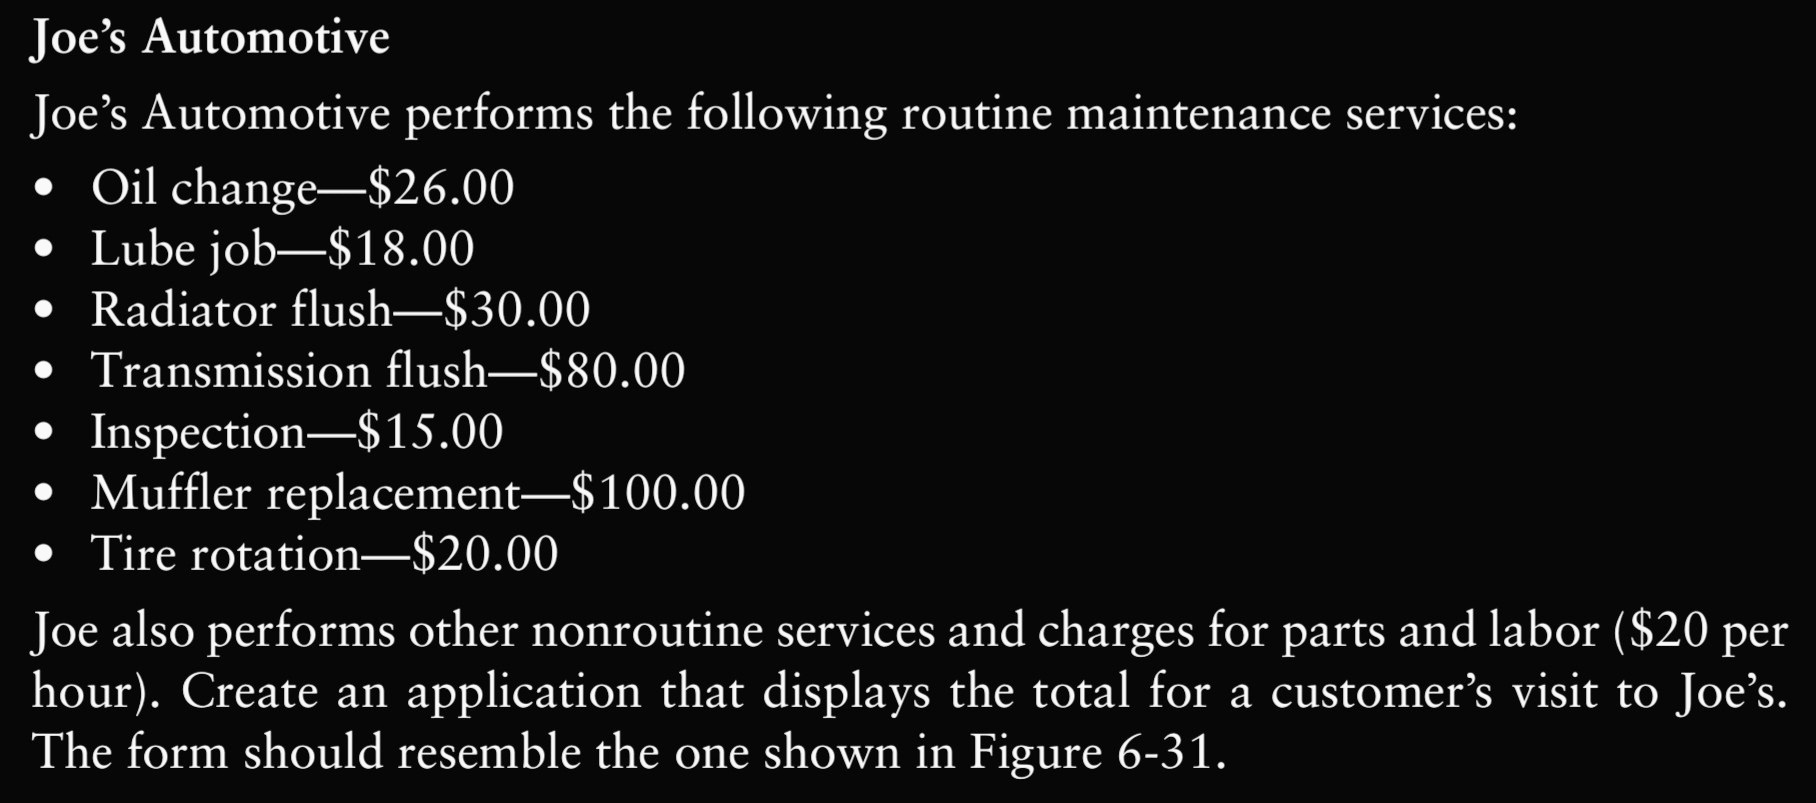 Joe’s Automotive
Joe’s Automotive performs the following routine maintenance services:
• Oil change—$26.00
• Lube job—$18.00
• Radiator flush—$30.00
• Transmission flush—$80.00
• Inspection—$15.00
• Muffler replacement—$100.00
• Tire rotation—$20.00
Joe also performs other nonroutine services and charges for parts and labor ($20 per
hour). Create an application that displays the total for a customer’s visit to Joe’s.
The form should resemble the one shown in Figure 6-31.